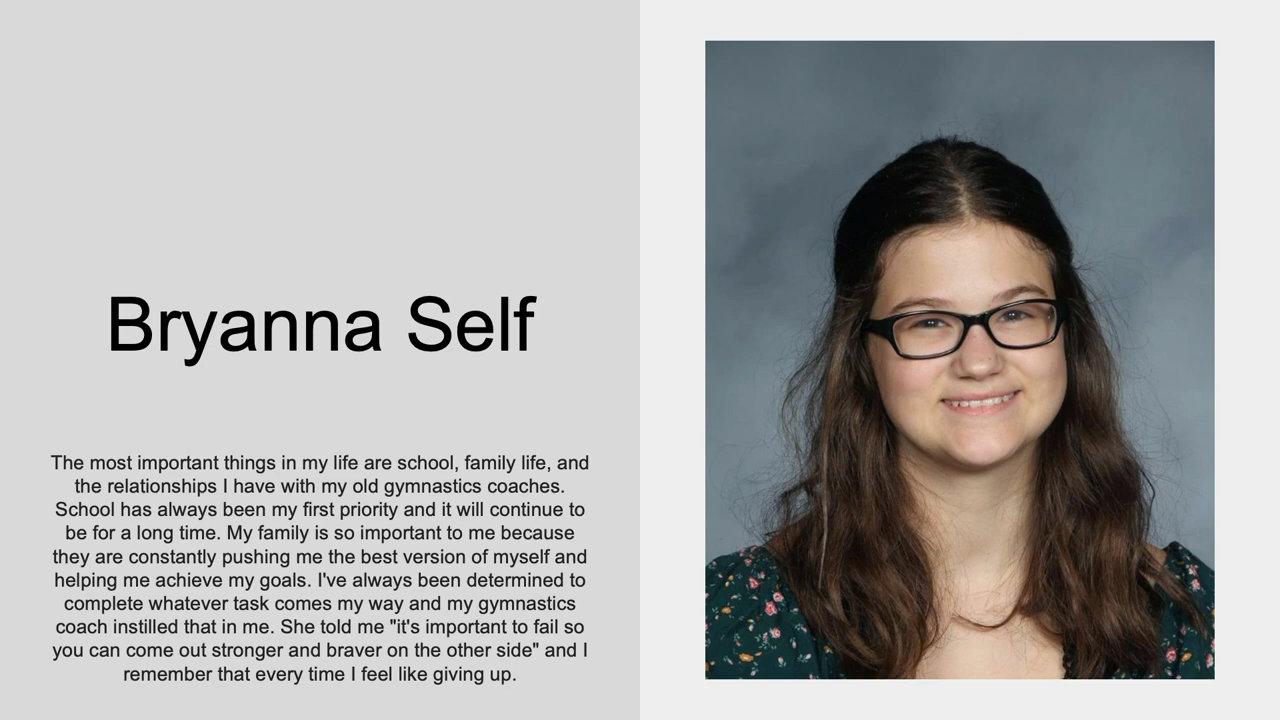 Bryanna Self
The most important things in my life are school, family life, and
the relationships I have with my old gymnastics coaches.
School has always been my first priority and it will continue to
be for a long time. My family is so important to me because
they are constantly pushing me the best version of myself and
helping me achieve my goals. I've always been determined to
complete whatever task comes my way and my gymnastics
coach instilled that in me. She told me "it's important to fail so
you can come out stronger and braver on the other side" and I
remember that every time I feel like giving up.